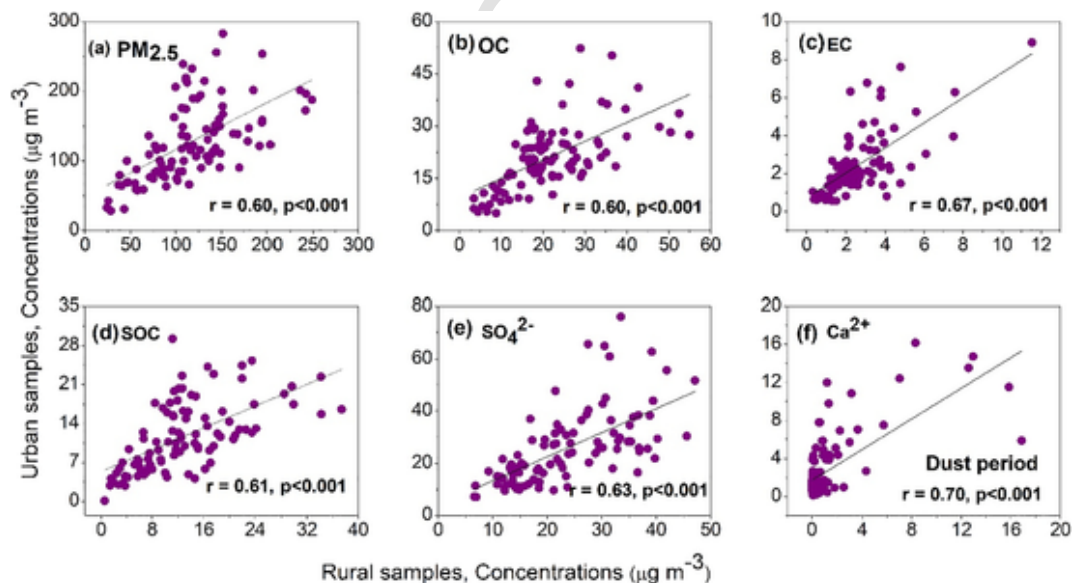 Urban samples, Concentrations (μg m⁻³)
(a) PM2.5
300
200
100
0
0 50 100 150 200 250 300
r = 0.60, p<0.001
(b) OC
60
45
30
15
0
0 10 20 30 40 50 60
r = 0.60, p<0.001
(c) EC
10
8
6
4
2
0
0 2 4 6 8 10 12
r = 0.67, p<0.001
(d) SOC
35
28
21
14
7
0
0 8 16 24 32 40
r = 0.61, p<0.001
(e) SO₄²⁻
80
60
40
20
0
0 10 20 30 40 50
r = 0.63, p<0.001
(f) Ca²⁺
20
16
12
8
4
0
0 4 8 12 16 20
Dust period
r = 0.70, p<0.001
Rural samples, Concentrations (μg m⁻³)